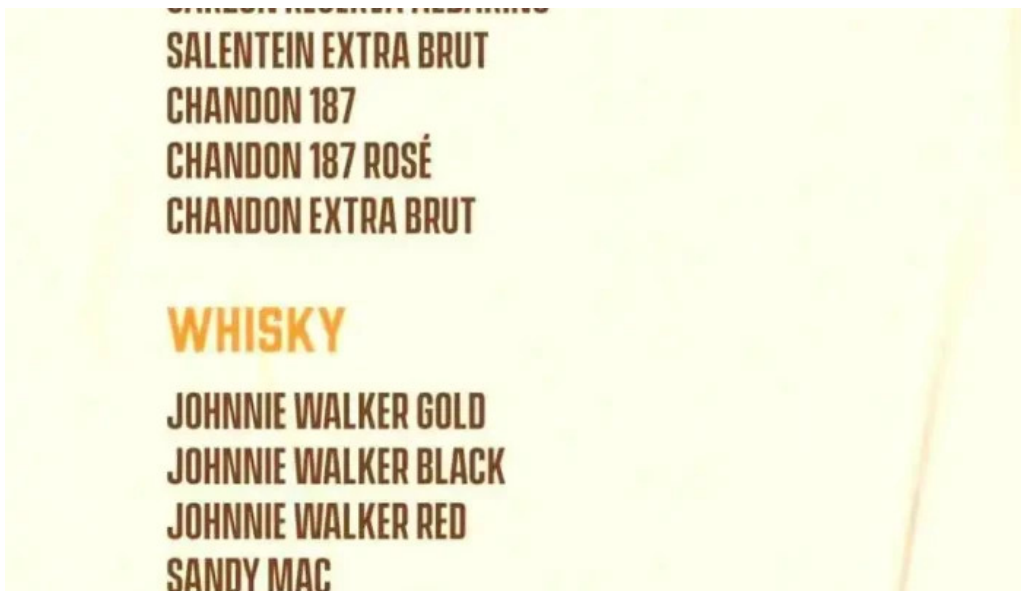 SALENTEIN EXTRA BRUT
CHANDON 187
CHANDON 187 ROSÉ
CHANDON EXTRA BRUT
WHISKY
JOHNNIE WALKER GOLD
JOHNNIE WALKER BLACK
JOHNNIE WALKER RED
SANDY MAC